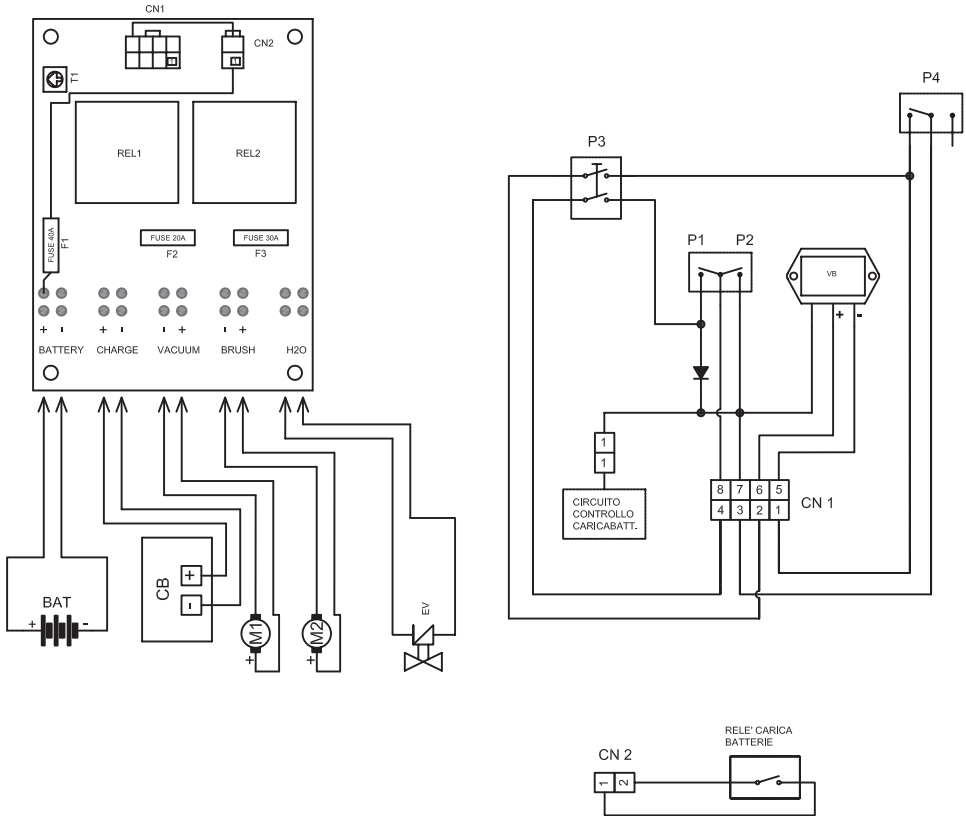 CN1
CN2
1
1
T1
REL1
REL2
FUSE 40A
F1
FUSE 20A
F2
FUSE 30A
F3
+ - + - - + - +
BATTERY CHARGE VACUUM BRUSH H2O
BAT
+ -
CB
+
-
M1
+
M2
+
EV
P4
P3
P1 P2
VB
+ -
1
1
CIRCUITO
CONTROLLO
CARICABATT.
8 7 6 5
4 3 2 1
CN 1
CN 2
1 2
RELE' CARICA
BATTERIE